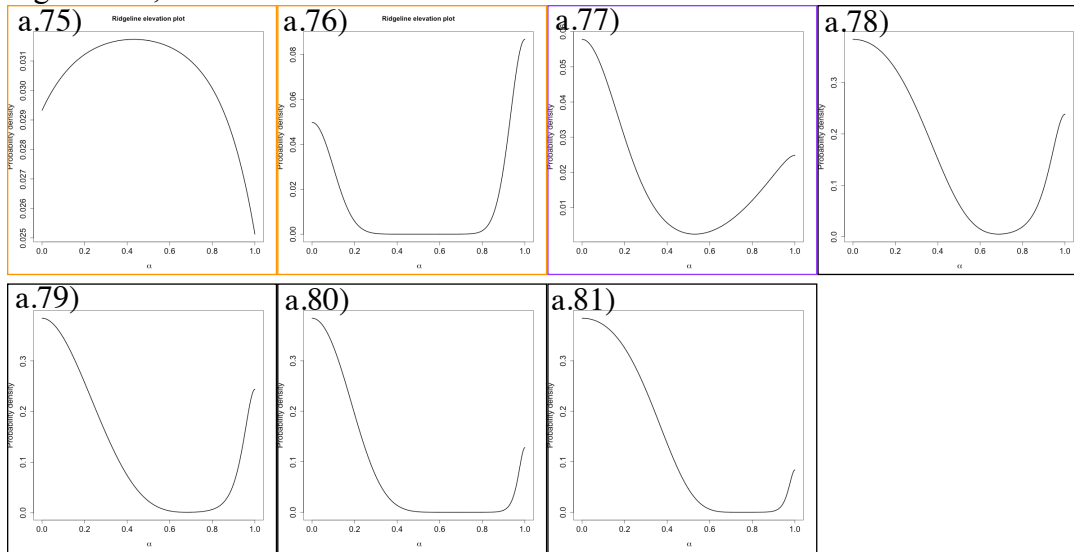 a.75) a.76) a.77) a.78)
Ridgeline elevation plot Ridgeline elevation plot
Probability density Probability density Probability density Probability density
0.031 0.08 0.06 0.3
0.030 0.05
0.029 0.06 0.04 0.2
0.028 0.04 0.03
0.027 0.02 0.1
0.026 0.02 0.01
0.025 0.00 0.0
0.0 0.2 0.4 0.6 0.8 1.0 0.0 0.2 0.4 0.6 0.8 1.0 0.0 0.2 0.4 0.6 0.8 1.0 0.0 0.2 0.4 0.6 0.8 1.0
α α α α
a.79) a.80) a.81)
Probability density Probability density Probability density
0.3 0.3 0.3
0.2 0.2 0.2
0.1 0.1 0.1
0.0 0.0 0.0
0.0 0.2 0.4 0.6 0.8 1.0 0.0 0.2 0.4 0.6 0.8 1.0 0.0 0.2 0.4 0.6 0.8 1.0
α α α